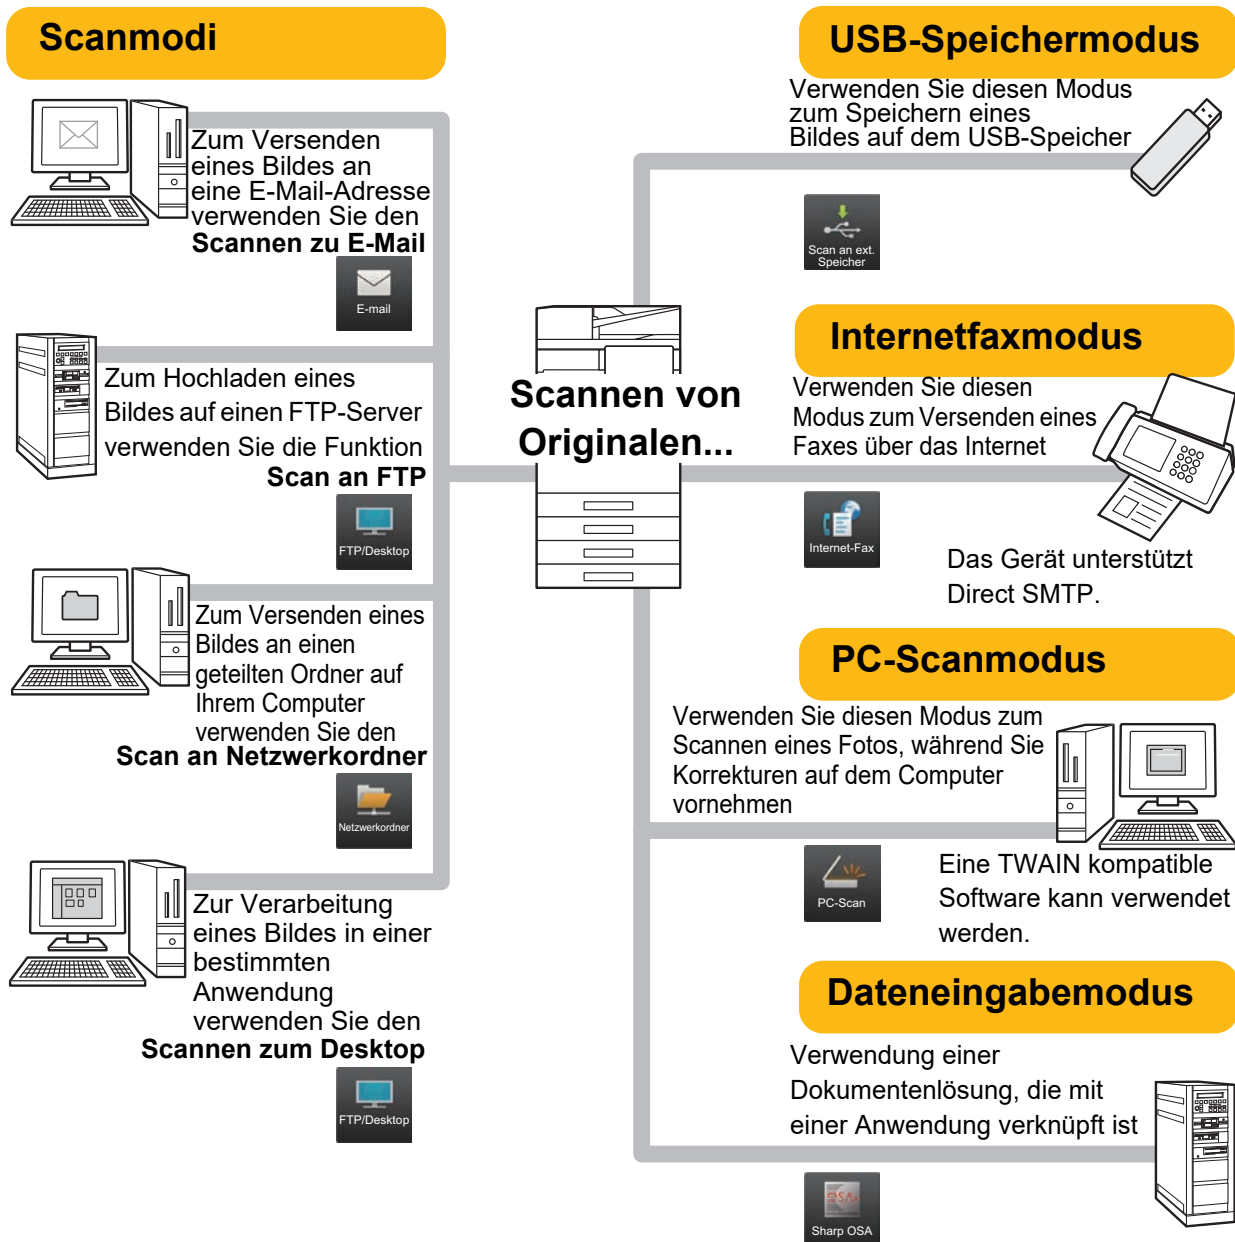 Scanmodi
Zum Versenden
eines Bildes an
eine E-Mail-Adresse
verwenden Sie den
Scannen zu E-Mail
E-mail
Zum Hochladen eines
Bildes auf einen FTP-Server
verwenden Sie die Funktion
Scan an FTP
FTP/Desktop
Zum Versenden eines
Bildes an einen
geteilten Ordner auf
Ihrem Computer
verwenden Sie den
Scan an Netzwerkordner
Netzwerkordner
Zur Verarbeitung
eines Bildes in einer
bestimmten
Anwendung
verwenden Sie den
Scannen zum Desktop
FTP/Desktop
Scannen von
Originalen...
USB-Speichermodus
Verwenden Sie diesen Modus
zum Speichern eines
Bildes auf dem USB-Speicher
Scan an ext.
Speicher
Internetfaxmodus
Verwenden Sie diesen
Modus zum Versenden eines
Faxes über das Internet
Internet-Fax
Das Gerät unterstützt
Direct SMTP.
PC-Scanmodus
Verwenden Sie diesen Modus zum
Scannen eines Fotos, während Sie
Korrekturen auf dem Computer
vornehmen
PC-Scan
Eine TWAIN kompatible
Software kann verwendet
werden.
Dateneingabemodus
Verwendung einer
Dokumentenlösung, die mit
einer Anwendung verknüpft ist
OSA
Sharp OSA